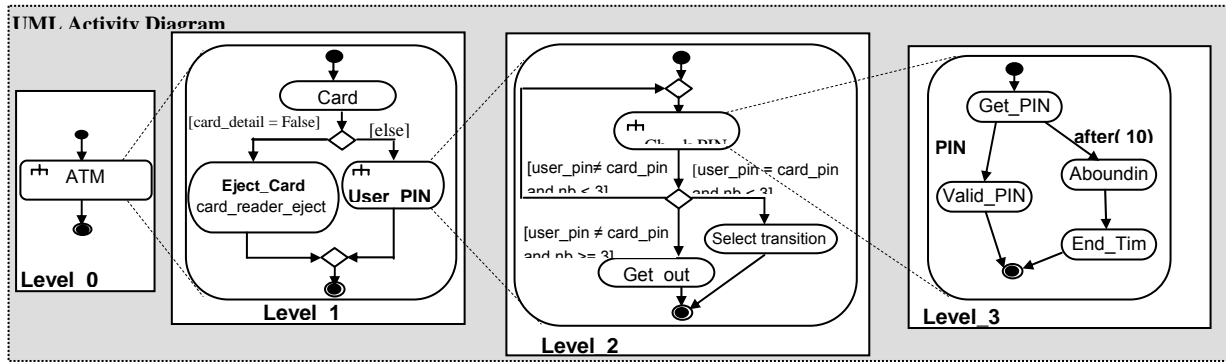 UML Activity Diagram
ATM
Level_0
Card
[card_detail = False]
[else]
Eject_Card
card_reader_eject
User_PIN
Level_1
[user_pin≠ card_pin
and nb < 3]
[user_pin = card_pin
and nb < 3]
[user_pin ≠ card_pin
and nb >= 3]
Select transition
Get_out
Level_2
Get_PIN
PIN
after( 10)
Valid_PIN
Aboundin
End_Tim
Level_3